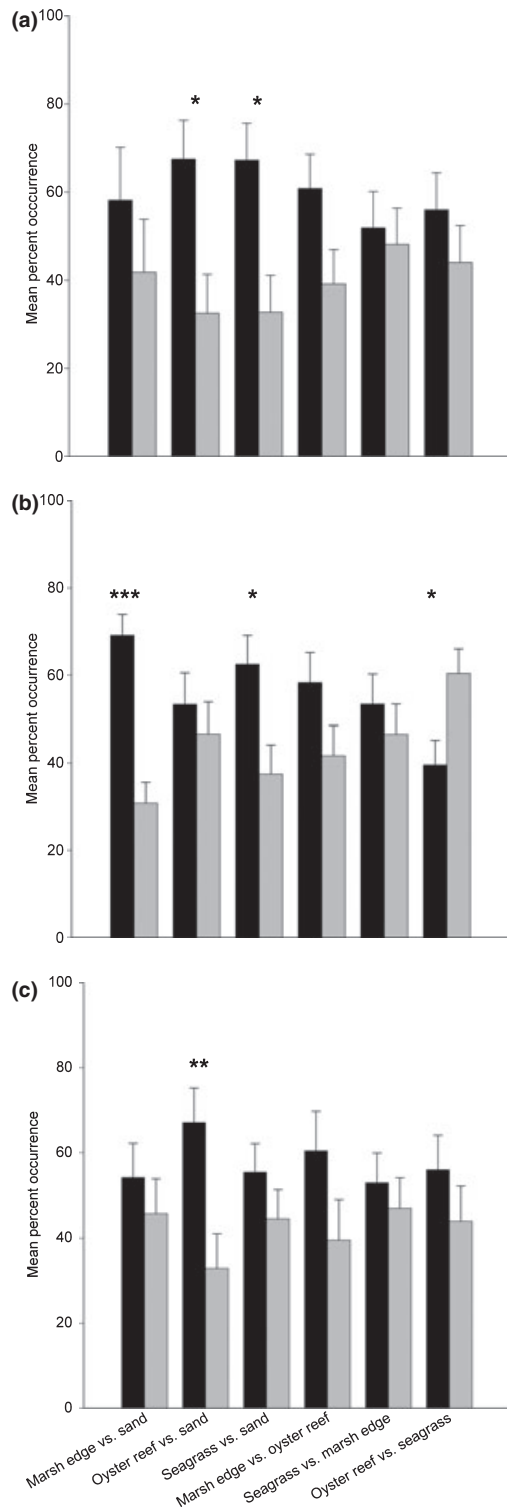 (a)
100
80
60
40
20
0
Mean percent occcurrence
* *
(b)
100
80
60
40
20
0
Mean percent occurrence
*** * *
(c)
100
80
60
40
20
0
Mean percent occurrence
**
Marsh edge vs. sand
Oyster reef vs. sand
Seagrass vs. sand
Marsh edge vs. oyster reef
Seagrass vs. marsh edge
Oyster reef vs. seagrass